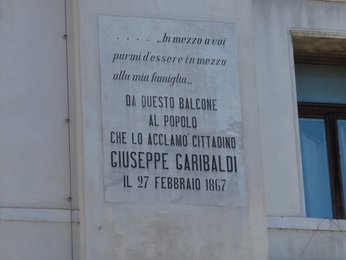 . . . . ,,In mezzo a voi
parmi d'essere in mezzo
alla mia famiglia,,
DA QUESTO BALCONE
AL POPOLO
CHE LO ACCLAMÒ CITTADINO
GIUSEPPE GARIBALDI
IL 27 FEBBRAIO 1867